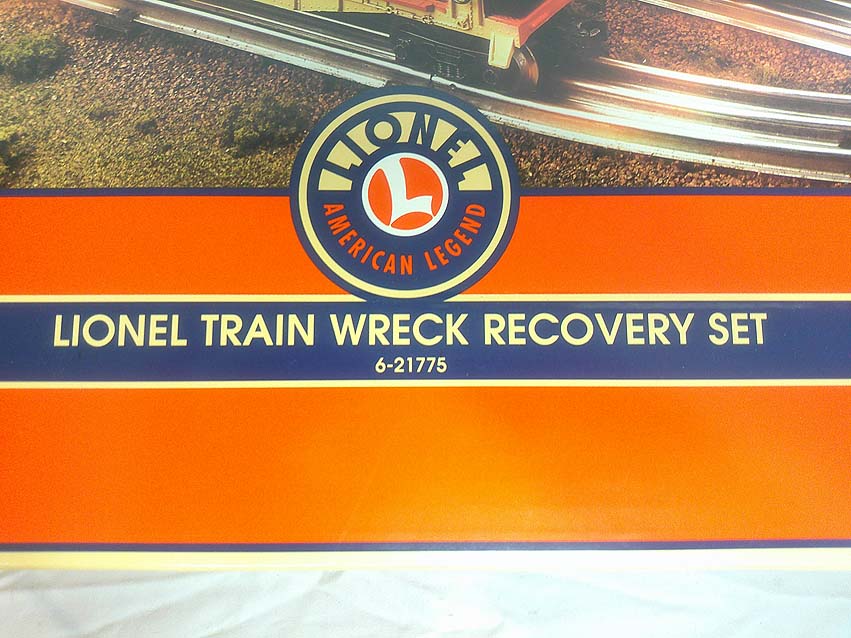 LIONEL
L
AMERICAN LEGEND
LIONEL TRAIN WRECK RECOVERY SET
6-21775